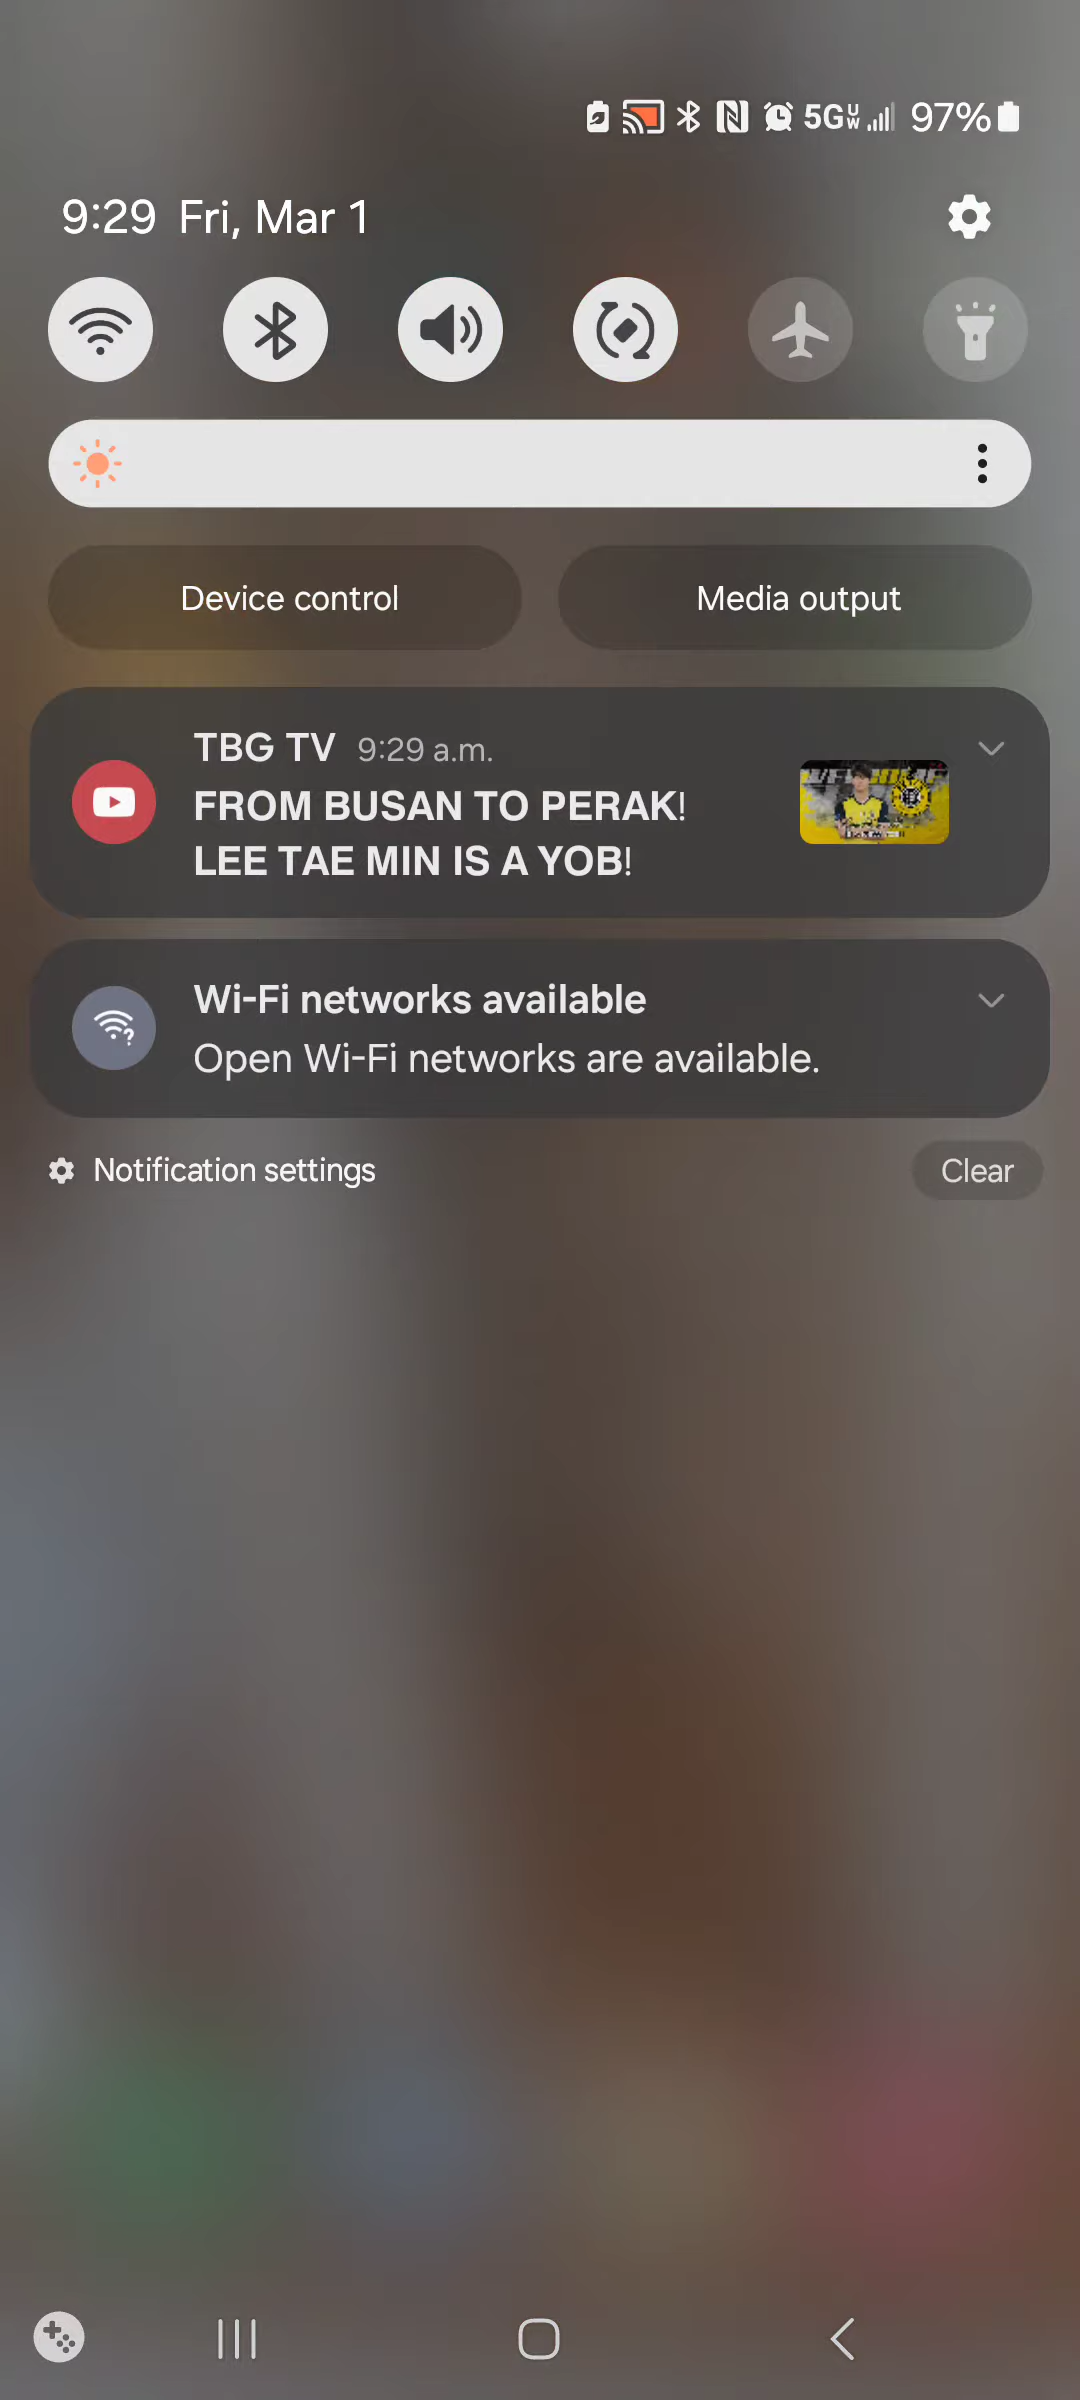 5G UW 97%
9:29 Fri, Mar 1
Device control Media output
TBG TV 9:29 a.m.
FROM BUSAN TO PERAK!
LEE TAE MIN IS A YOB!
Wi-Fi networks available
Open Wi-Fi networks are available.
Notification settings Clear